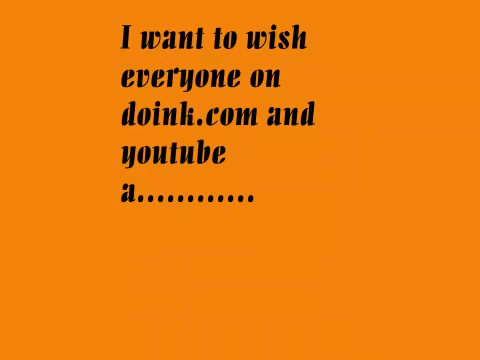 I want to wish
everyone on
doink.com and
youtube
a............